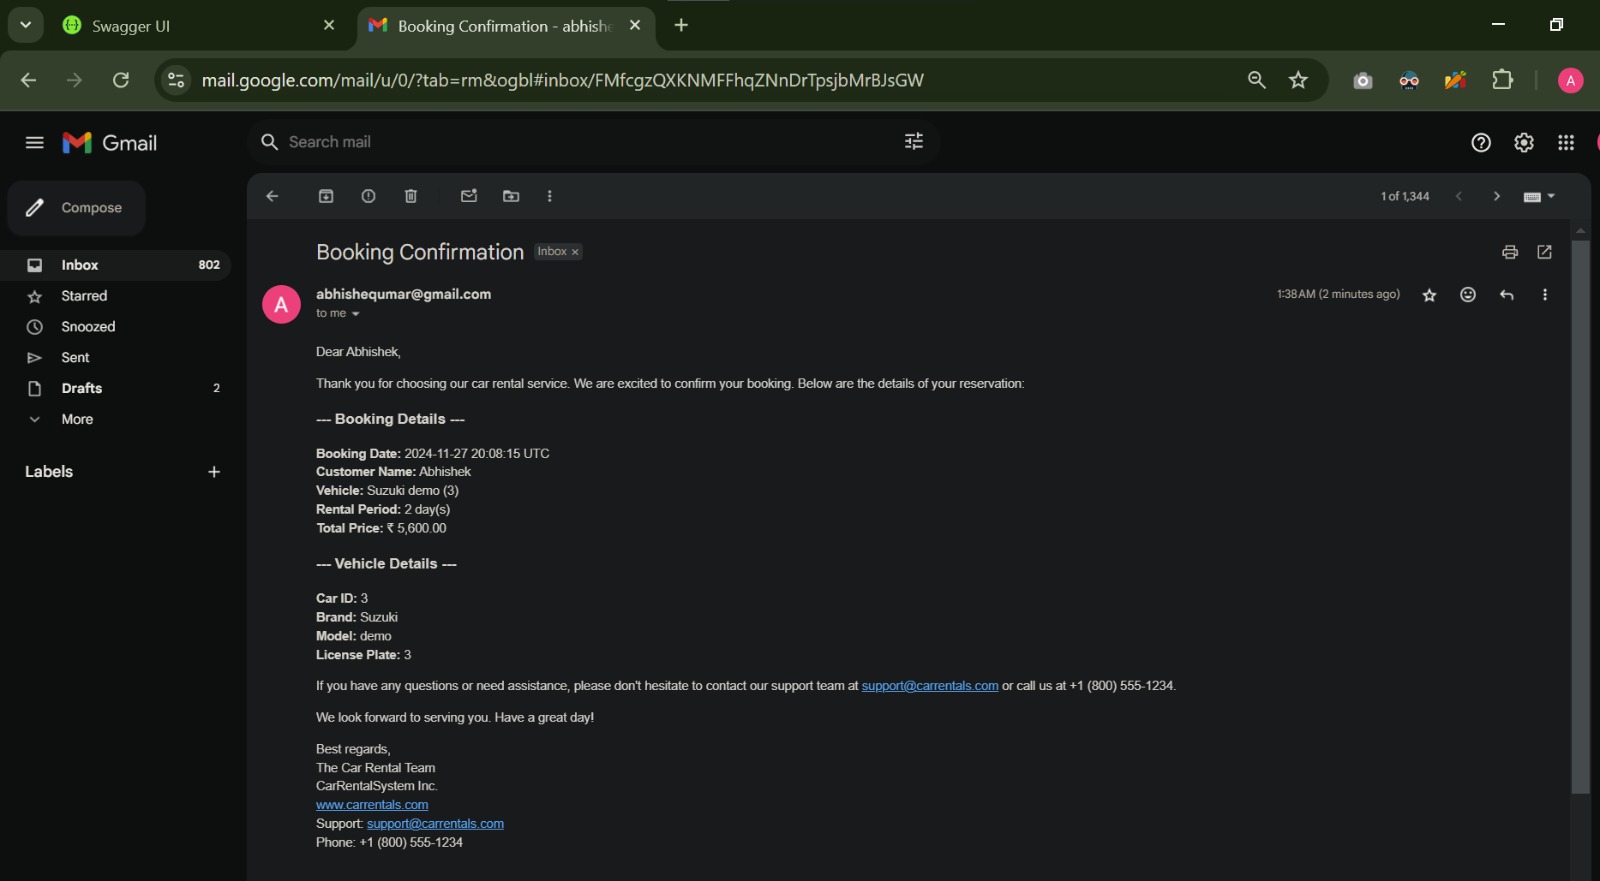 Swagger UI
Booking Confirmation - abhishe
mail.google.com/mail/u/0/?tab=rm&ogbl#inbox/FMfcgzQXKNMFFhqZNnDrTpsjbMrBJsGW
A
Gmail
Search mail
Compose
1 of 1,344
Inbox 802
Starred
Snoozed
Sent
Drafts 2
More
Labels
Booking Confirmation Inbox ×
A
abhishequmar@gmail.com
1:38 AM (2 minutes ago)
to me
Dear Abhishek,
Thank you for choosing our car rental service. We are excited to confirm your booking. Below are the details of your reservation:
--- Booking Details ---
Booking Date: 2024-11-27 20:08:15 UTC
Customer Name: Abhishek
Vehicle: Suzuki demo (3)
Rental Period: 2 day(s)
Total Price: ₹ 5,600.00
--- Vehicle Details ---
Car ID: 3
Brand: Suzuki
Model: demo
License Plate: 3
If you have any questions or need assistance, please don't hesitate to contact our support team at support@carrentals.com or call us at +1 (800) 555-1234.
We look forward to serving you. Have a great day!
Best regards,
The Car Rental Team
CarRentalSystem Inc.
www.carrentals.com
Support: support@carrentals.com
Phone: +1 (800) 555-1234